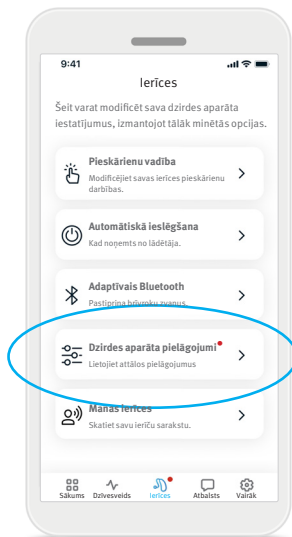 9:41
Ierīces
Šeit varat modificēt sava dzirdes aparāta
iestatījumus, izmantojot tālāk minētās opcijas.
Pieskārienu vadība
Modificējiet savas ierīces pieskārienu
darbības.
Automātiskā ieslēgšana
Kad noņemts no lādētāja.
Adaptīvais Bluetooth
Pastiprina brīvroku zvanus.
Dzirdes aparāta pielāgojumi
Lietojiet attālos pielāgojumus
Manas ierīces
Skatiet savu ierīču sarakstu.
Sākums Dzīvesveids Ierīces Atbalsts Vairāk